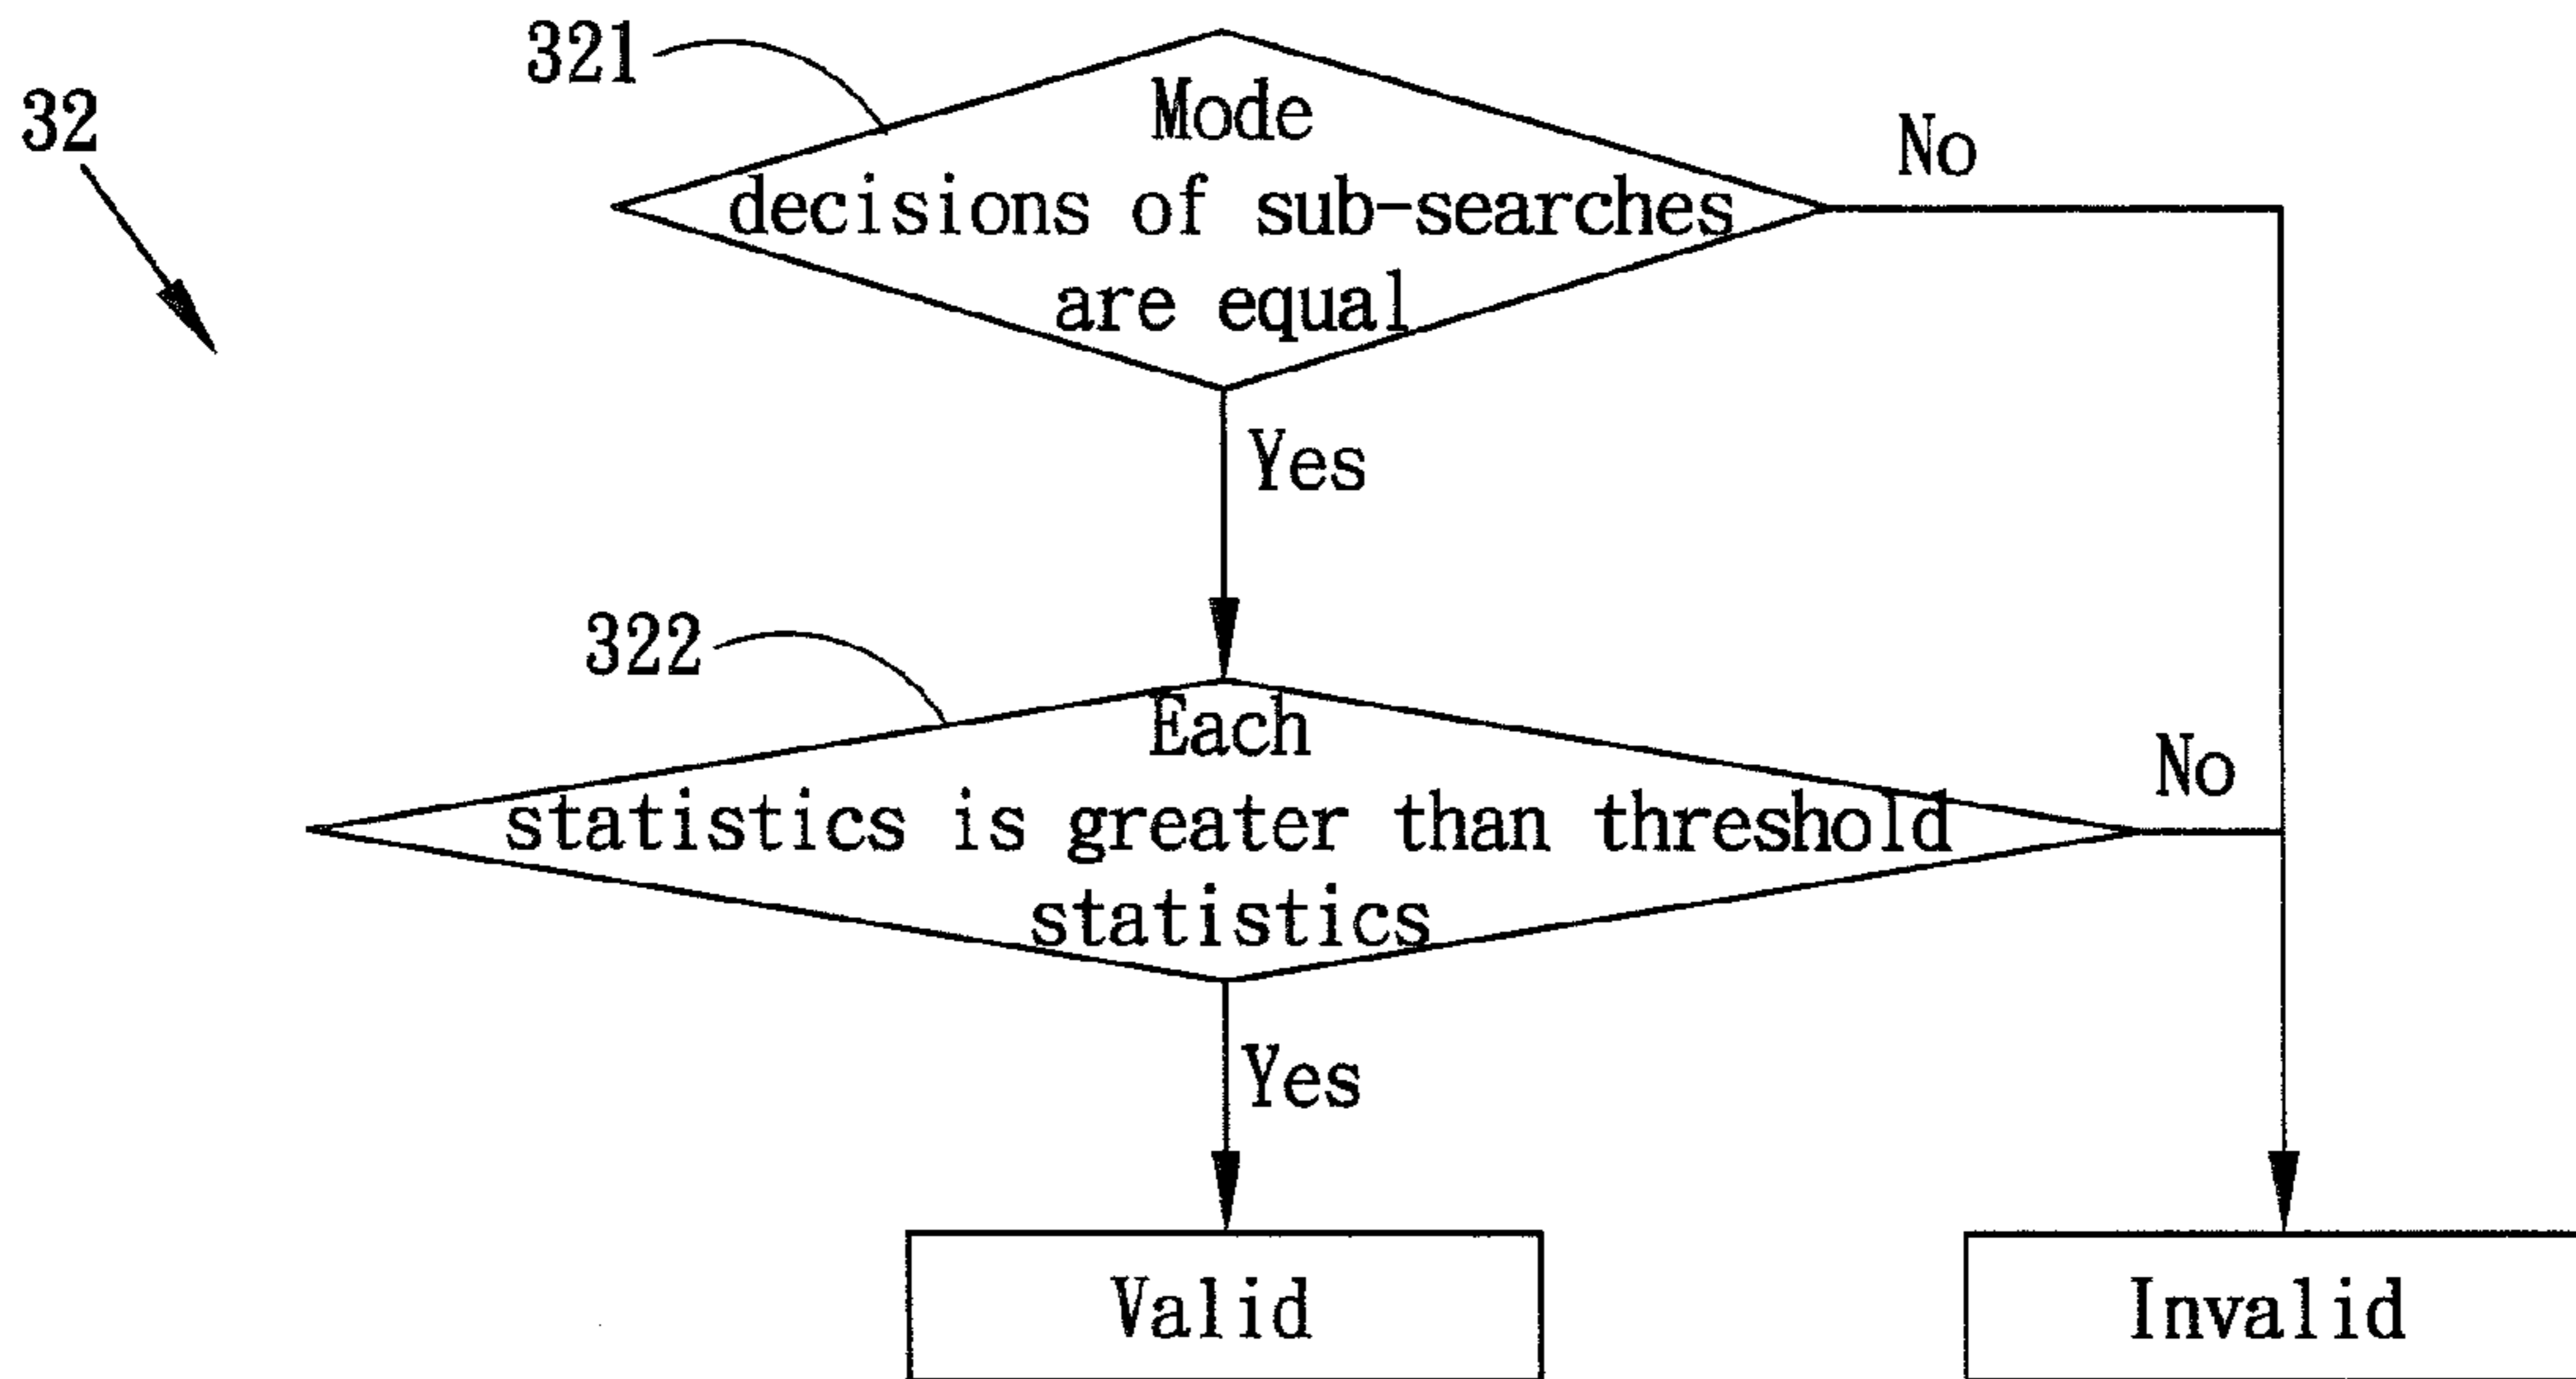 321
32
Mode
decisions of sub-searches
are equal
No
Yes
322
Each
statistics is greater than threshold
statistics
No
Yes
Valid
Invalid